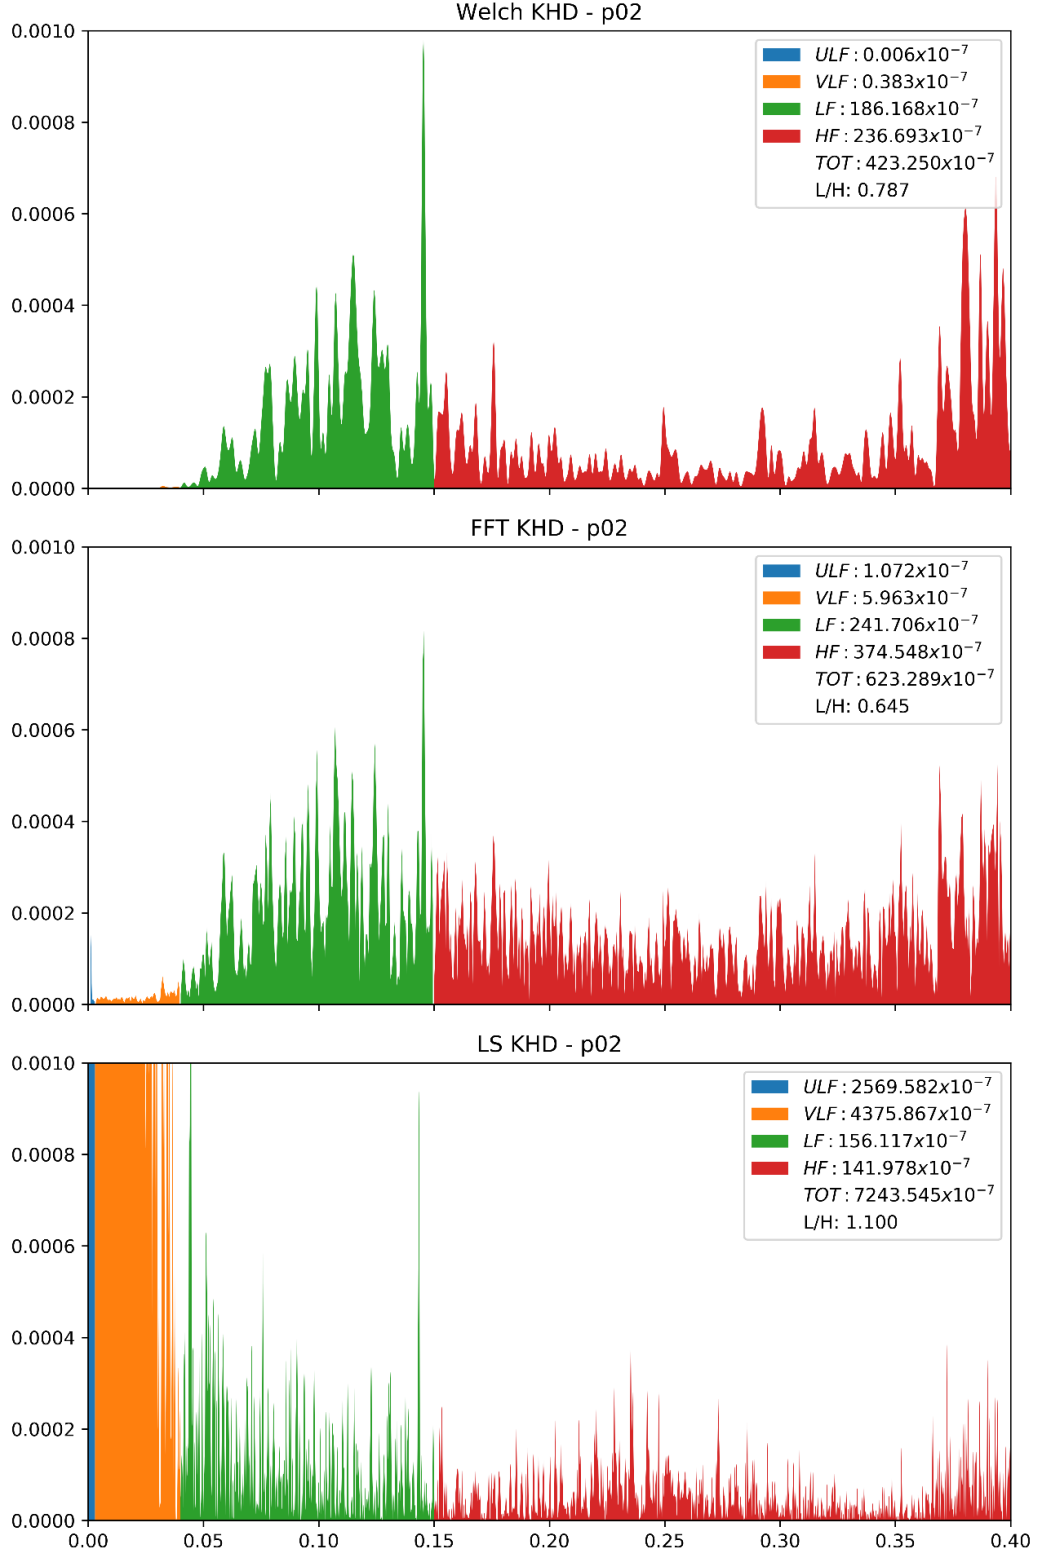 Welch KHD - p02
0.0010
0.0008
0.0006
0.0004
0.0002
0.0000
ULF : 0.006x10⁻⁷
VLF : 0.383x10⁻⁷
LF : 186.168x10⁻⁷
HF : 236.693x10⁻⁷
TOT : 423.250x10⁻⁷
L/H: 0.787
FFT KHD - p02
0.0010
0.0008
0.0006
0.0004
0.0002
0.0000
ULF : 1.072x10⁻⁷
VLF : 5.963x10⁻⁷
LF : 241.706x10⁻⁷
HF : 374.548x10⁻⁷
TOT : 623.289x10⁻⁷
L/H: 0.645
LS KHD - p02
0.0010
0.0008
0.0006
0.0004
0.0002
0.0000
ULF : 2569.582x10⁻⁷
VLF : 4375.867x10⁻⁷
LF : 156.117x10⁻⁷
HF : 141.978x10⁻⁷
TOT : 7243.545x10⁻⁷
L/H: 1.100
0.00 0.05 0.10 0.15 0.20 0.25 0.30 0.35 0.40